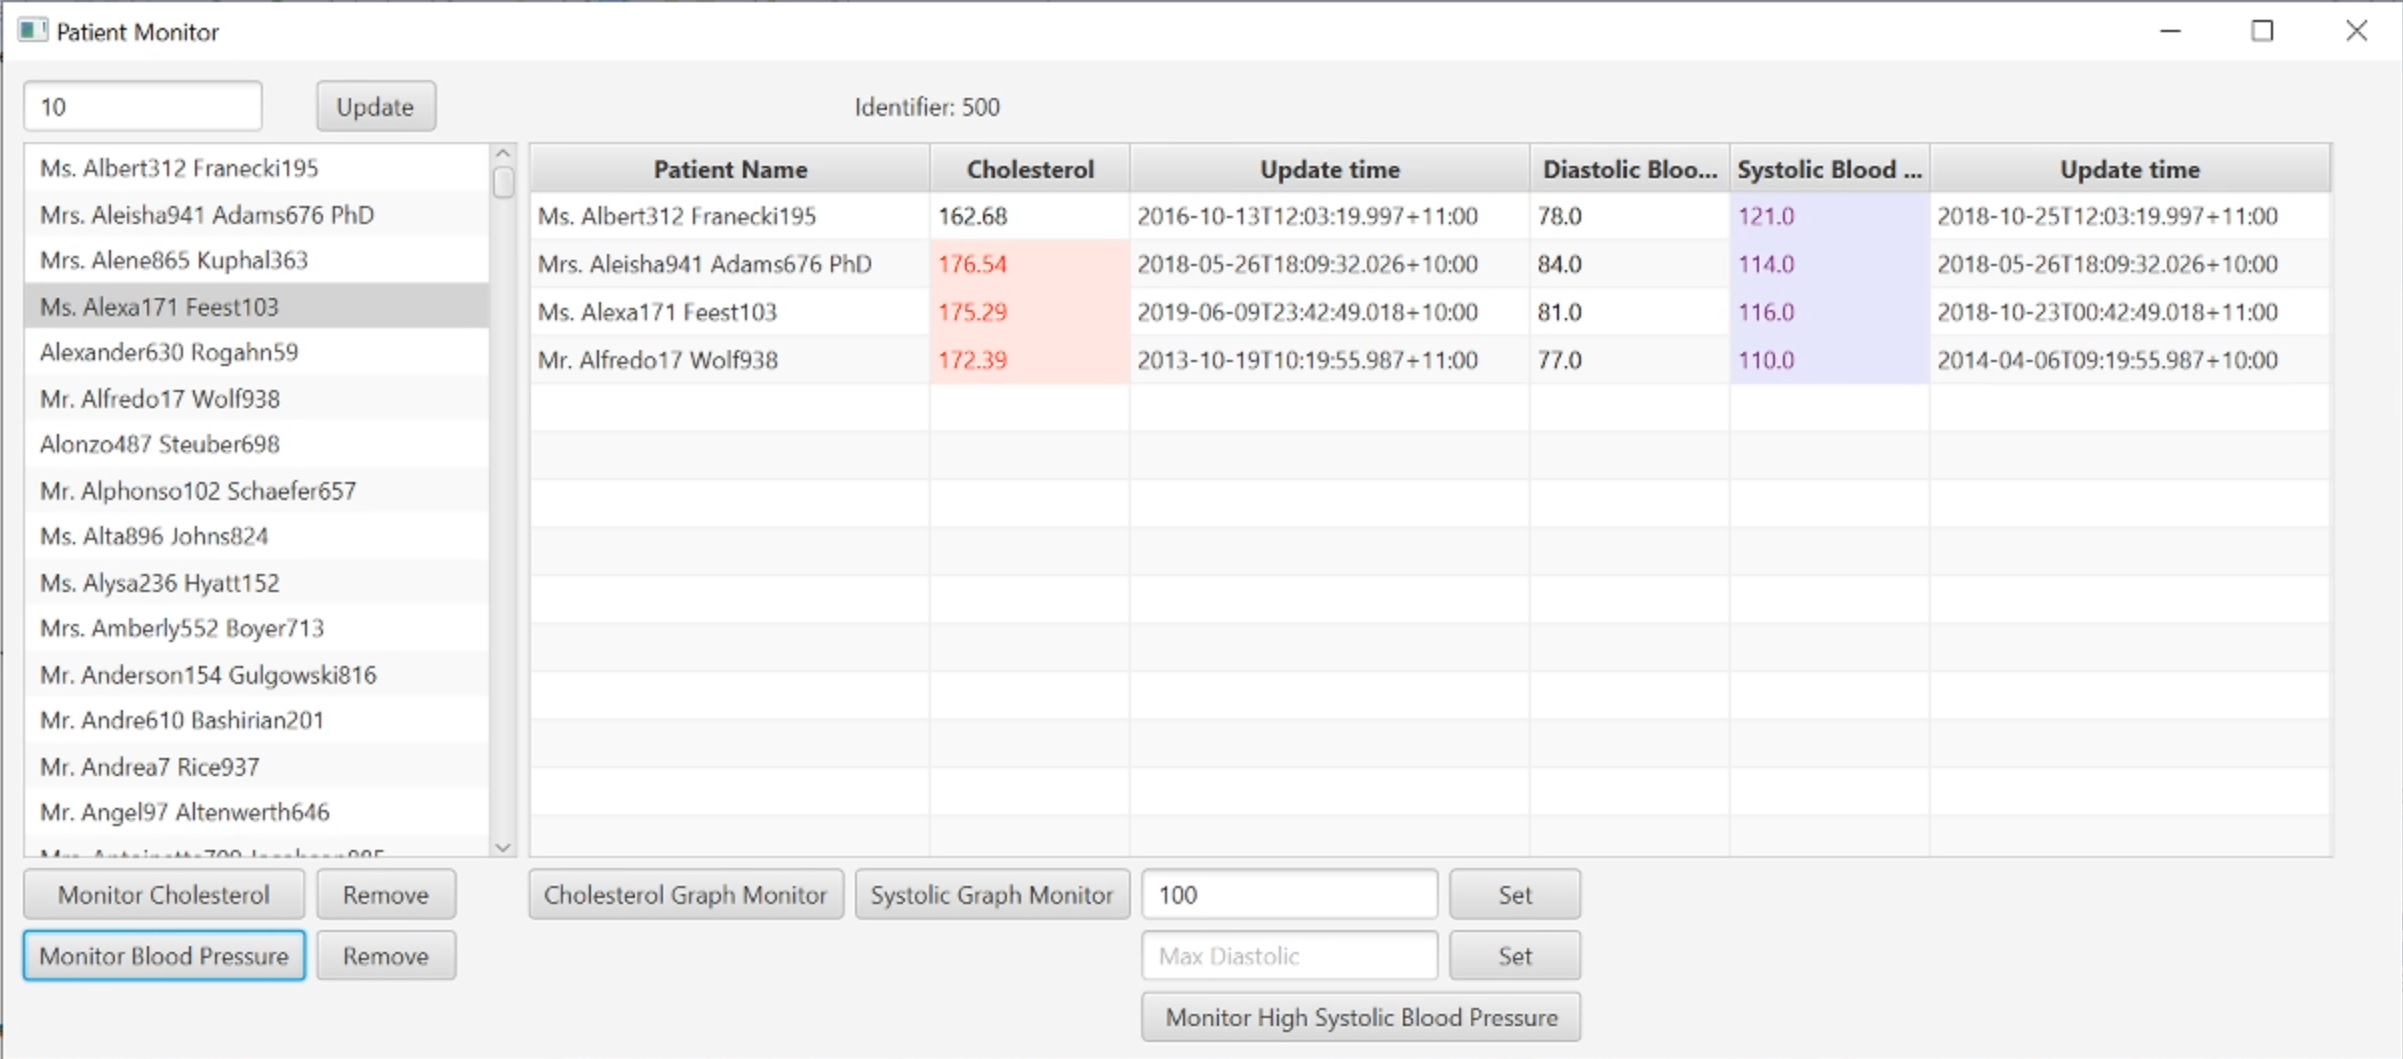 Patient Monitor
10
Update
Identifier: 500
Ms. Albert312 Franecki195
Mrs. Aleisha941 Adams676 PhD
Mrs. Alene865 Kuphal363
Ms. Alexa171 Feest103
Alexander630 Rogahn59
Mr. Alfredo17 Wolf938
Alonzo487 Steuber698
Mr. Alphonso102 Schaefer657
Ms. Alta896 Johns824
Ms. Alysa236 Hyatt152
Mrs. Amberly552 Boyer713
Mr. Anderson154 Gulgowski816
Mr. Andre610 Bashirian201
Mr. Andrea7 Rice937
Mr. Angel97 Altenwerth646
Patient Name Cholesterol Update time Diastolic Bloo... Systolic Blood ... Update time
Ms. Albert312 Franecki195 162.68 2016-10-13T12:03:19.997+11:00 78.0 121.0 2018-10-25T12:03:19.997+11:00
Mrs. Aleisha941 Adams676 PhD 176.54 2018-05-26T18:09:32.026+10:00 84.0 114.0 2018-05-26T18:09:32.026+10:00
Ms. Alexa171 Feest103 175.29 2019-06-09T23:42:49.018+10:00 81.0 116.0 2018-10-23T00:42:49.018+11:00
Mr. Alfredo17 Wolf938 172.39 2013-10-19T10:19:55.987+11:00 77.0 110.0 2014-04-06T09:19:55.987+10:00
Monitor Cholesterol Remove
Monitor Blood Pressure Remove
Cholesterol Graph Monitor Systolic Graph Monitor 100 Set
Max Diastolic Set
Monitor High Systolic Blood Pressure